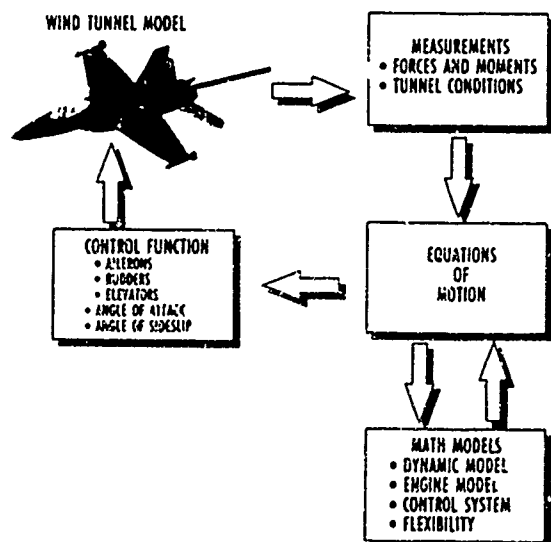 WIND TUNNEL MODEL
MEASUREMENTS
• FORCES AND MOMENTS
• TUNNEL CONDITIONS
CONTROL FUNCTION
• AILERONS
• RUDDERS
• ELEVATORS
• ANGLE OF ATTACK
• ANGLE OF SIDESLIP
EQUATIONS
OF
MOTION
MATH MODELS
• DYNAMIC MODEL
• ENGINE MODEL
• CONTROL SYSTEM
• FLEXIBILITY